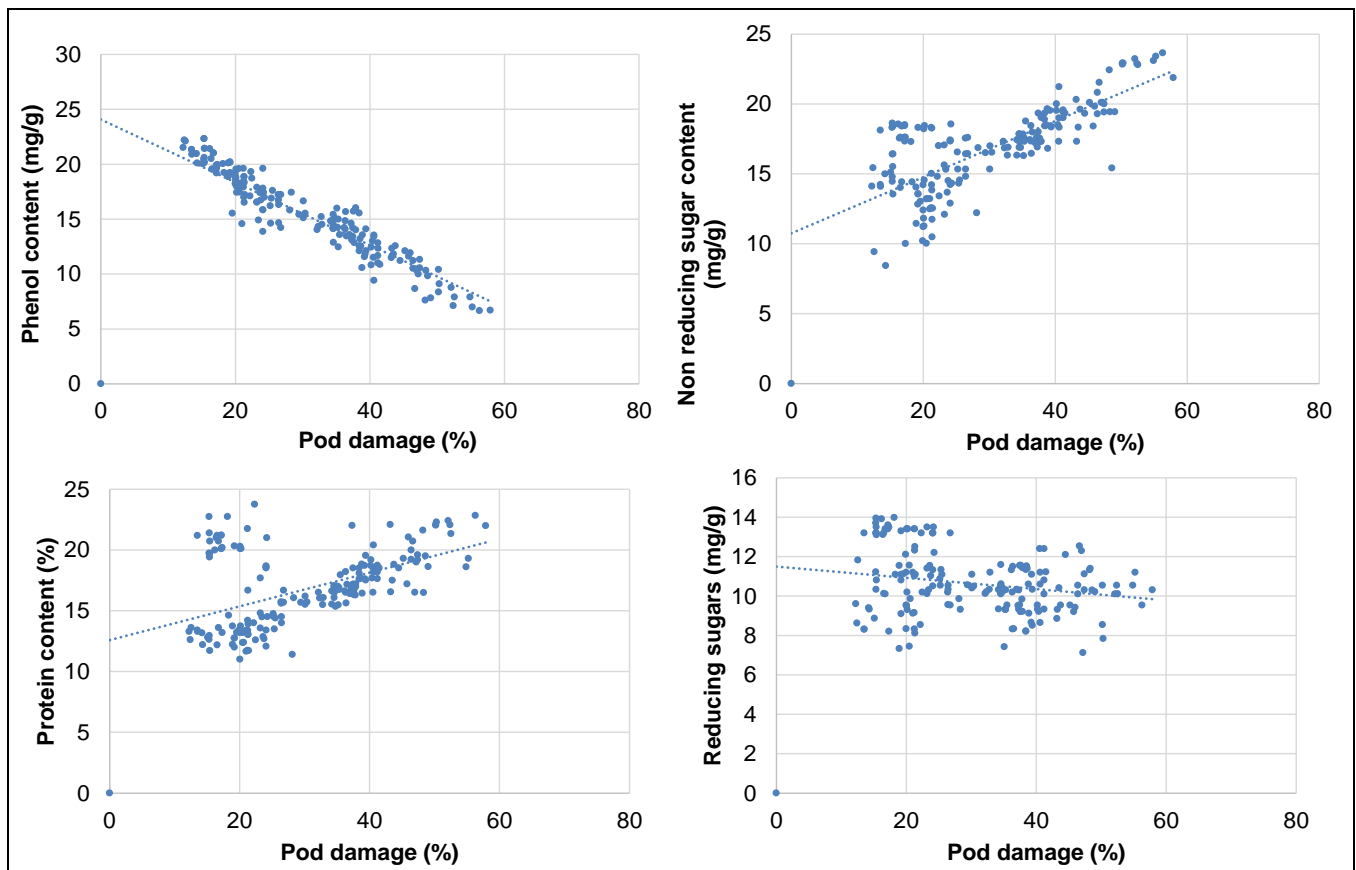 Phenol content (mg/g)
30
25
20
15
10
5
0
0 20 40 60 80
Pod damage (%)
Non reducing sugar content
(mg/g)
25
20
15
10
5
0
0 20 40 60 80
Pod damage (%)
Protein content (%)
25
20
15
10
5
0
0 20 40 60 80
Pod damage (%)
Reducing sugars (mg/g)
16
14
12
10
8
6
4
2
0
0 20 40 60 80
Pod damage (%)